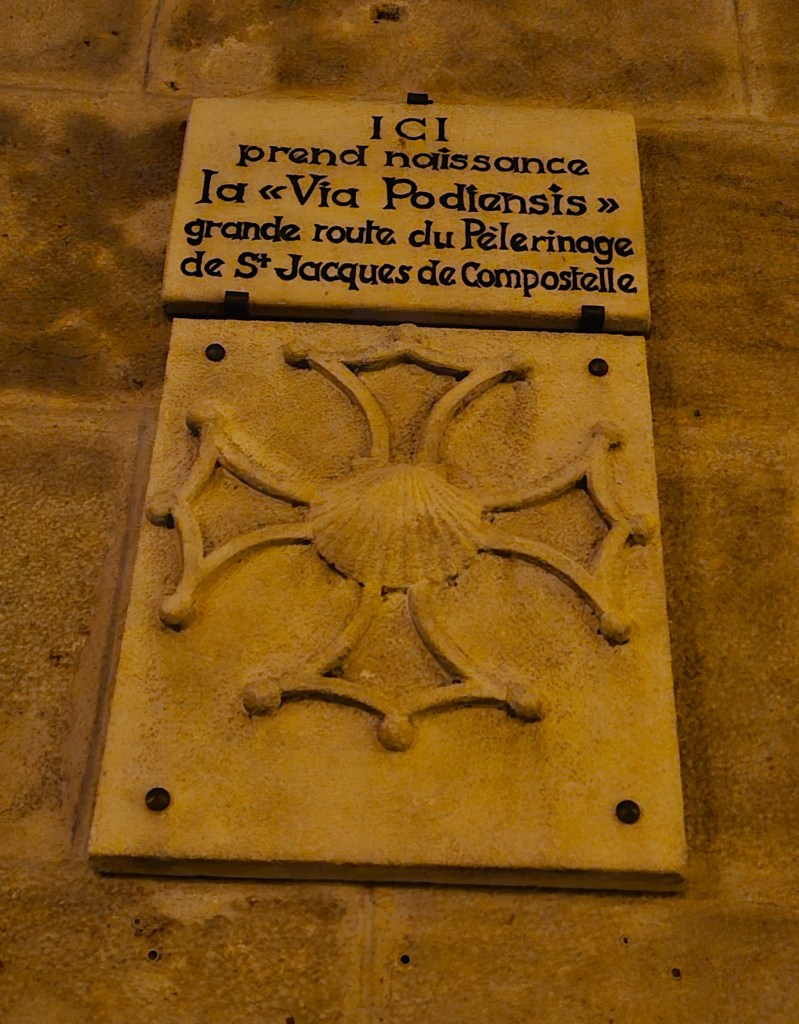 ICI
prend naissance
la «Via Podiensis»
grande route du Pèlerinage
de St Jacques de Compostelle